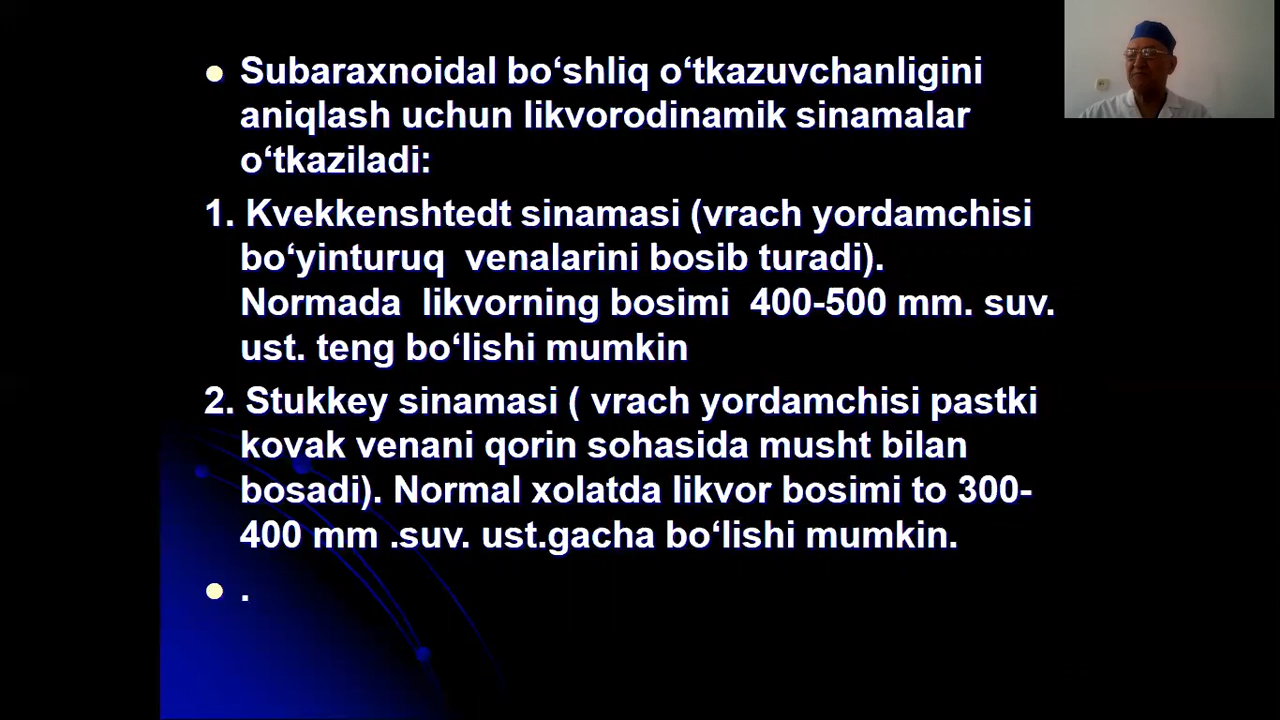 Subaraxnoidal bo‘shliq o‘tkazuvchanligini
aniqlash uchun likvorodinamik sinamalar
o‘tkaziladi:
1. Kvekkenshtedt sinamasi (vrach yordamchisi
bo‘yinturuq  venalarini bosib turadi).
Normada  likvorning bosimi  400-500 mm. suv.
ust. teng bo‘lishi mumkin
2. Stukkey sinamasi ( vrach yordamchisi pastki
kovak venani qorin sohasida musht bilan
bosadi). Normal xolatda likvor bosimi to 300-
400 mm .suv. ust.gacha bo‘lishi mumkin.
.